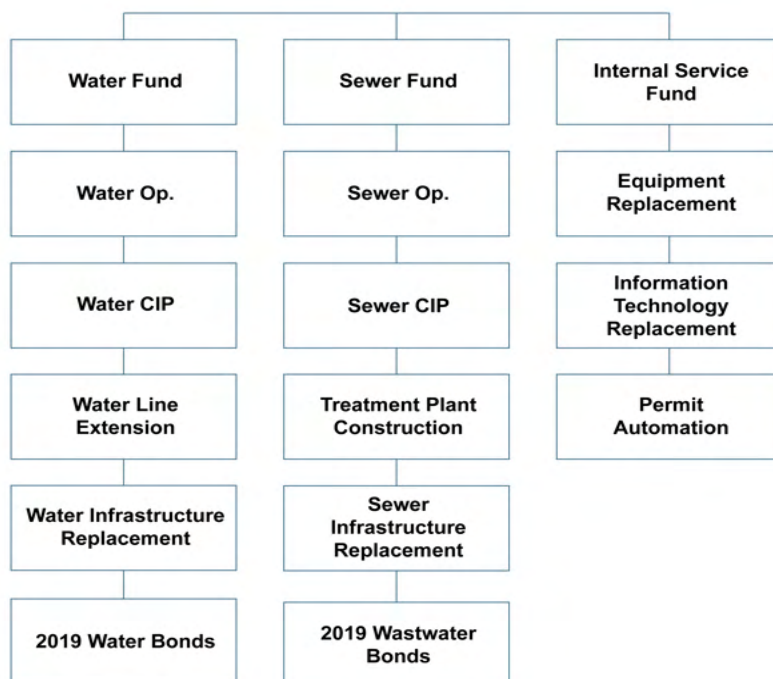 Water Fund
Sewer Fund
Internal Service
Fund
Water Op.
Sewer Op.
Equipment
Replacement
Water CIP
Sewer CIP
Information
Technology
Replacement
Water Line
Extension
Treatment Plant
Construction
Permit
Automation
Water Infrastructure
Replacement
Sewer
Infrastructure
Replacement
2019 Water Bonds
2019 Wastwater
Bonds